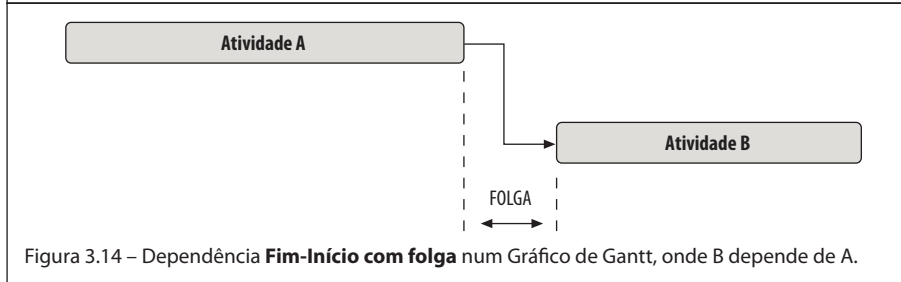 Atividade A
Atividade B
FOLGA
Figura 3.14 – Dependência Fim-Início com folga num Gráfico de Gantt, onde B depende de A.